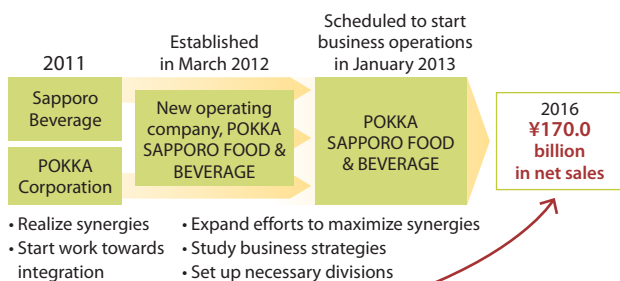 2011
Sapporo
Beverage
POKKA
Corporation
Established
in March 2012
New operating
company, POKKA
SAPPORO FOOD &
BEVERAGE
Scheduled to start
business operations
in January 2013
POKKA
SAPPORO FOOD
& BEVERAGE
2016
¥170.0
billion
in net sales
• Realize synergies
• Start work towards
integration
• Expand efforts to maximize synergies
• Study business strategies
• Set up necessary divisions